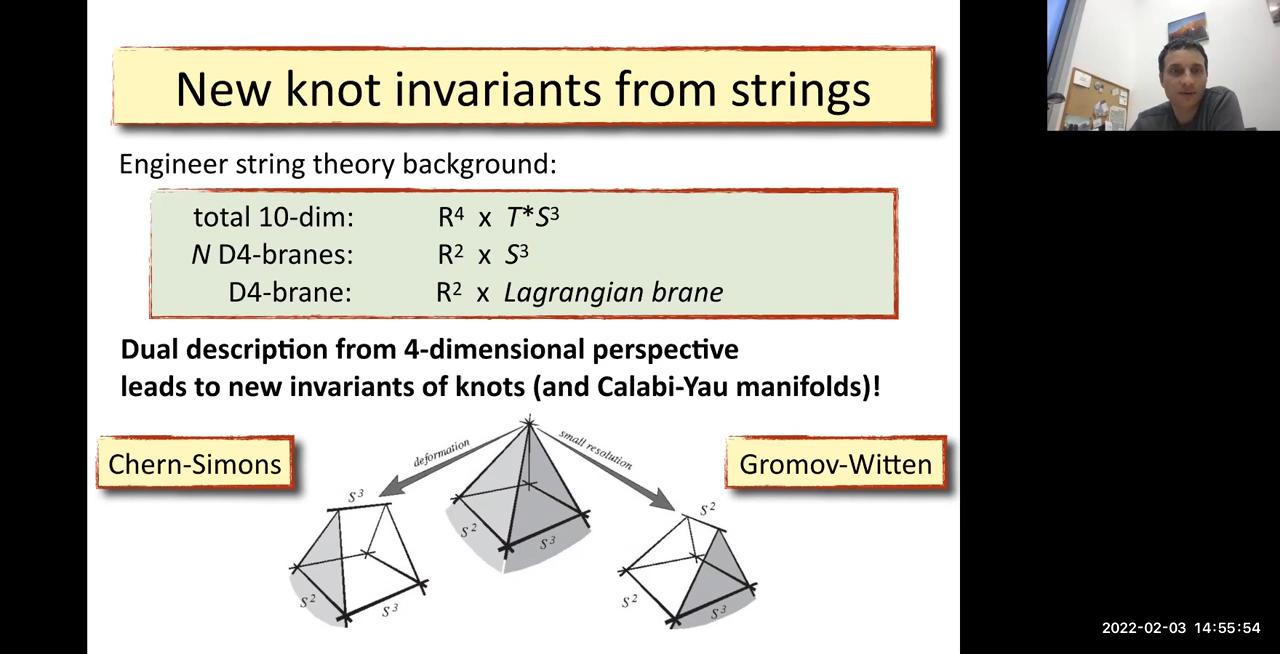 New knot invariants from strings
Engineer string theory background:
total 10-dim: R⁴ x T*S³
N D4-branes: R² x S³
D4-brane: R² x Lagrangian brane
Dual description from 4-dimensional perspective
leads to new invariants of knots (and Calabi-Yau manifolds)!
Chern-Simons
deformation
small resolution
Gromov-Witten
S³
S²
S³
S²
S³
S²
S²
S³
2022-02-03 14:55:54